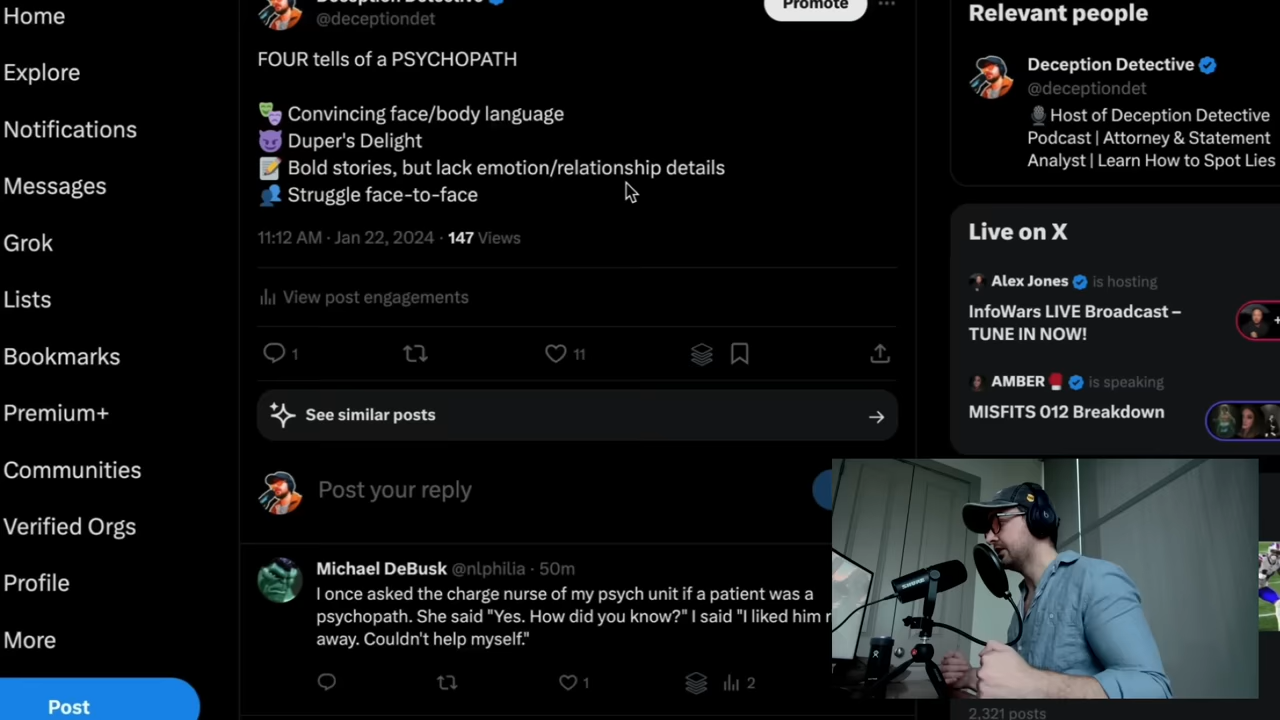 Home
Explore
Notifications
Messages
Grok
Lists
Bookmarks
Premium+
Communities
Verified Orgs
Profile
More
Post
Deception Detective
@deceptiondet
Promote
FOUR tells of a PSYCHOPATH
Convincing face/body language
Duper's Delight
Bold stories, but lack emotion/relationship details
Struggle face-to-face
11:12 AM · Jan 22, 2024 · 147 Views
View post engagements
1
11
See similar posts
Post your reply
Michael DeBusk @nlphilia · 50m
I once asked the charge nurse of my psych unit if a patient was a
psychopath. She said "Yes. How did you know?" I said "I liked him
away. Couldn't help myself."
1
2
Relevant people
Deception Detective
@deceptiondet
Host of Deception Detective
Podcast | Attorney & Statement
Analyst | Learn How to Spot Lies
Live on X
Alex Jones is hosting
InfoWars LIVE Broadcast –
TUNE IN NOW!
AMBER is speaking
MISFITS 012 Breakdown
SHURE
2,321 posts